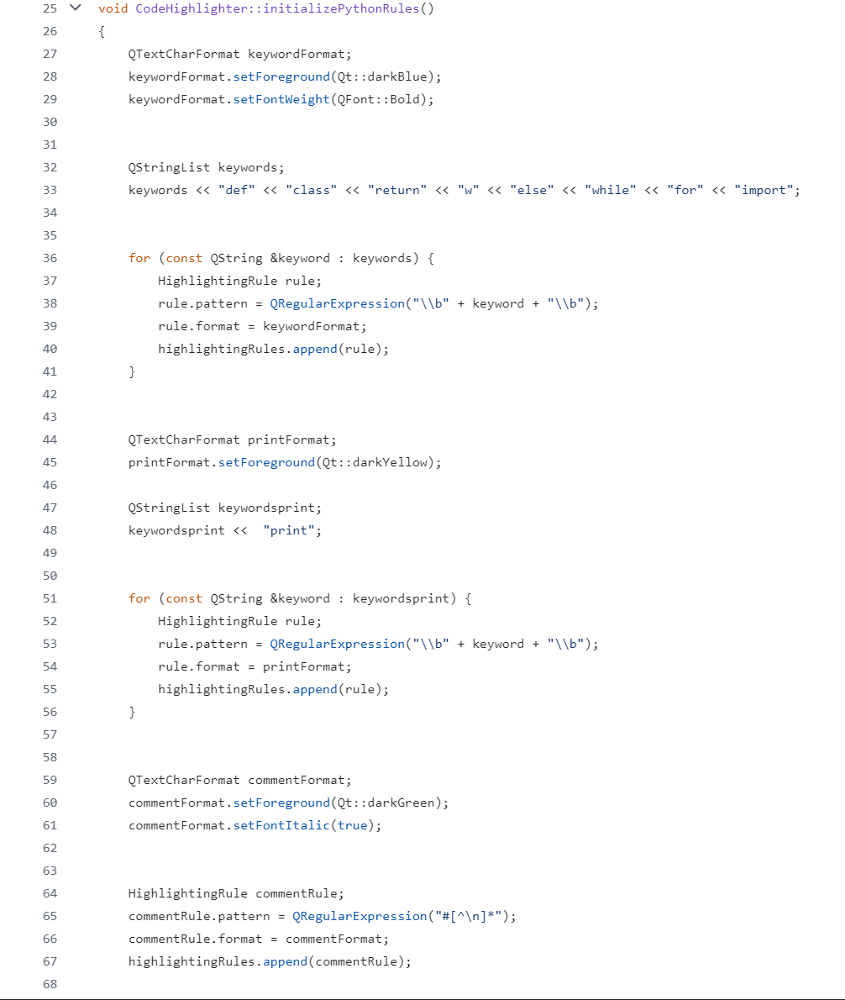 25 void CodeHighlighter::initializePythonRules()
26 {
27 QTextCharFormat keywordFormat;
28 keywordFormat.setForeground(Qt::darkBlue);
29 keywordFormat.setFontWeight(QFont::Bold);
30
31
32 QStringList keywords;
33 keywords << "def" << "class" << "return" << "w" << "else" << "while" << "for" << "import";
34
35
36 for (const QString &keyword : keywords) {
37 HighlightingRule rule;
38 rule.pattern = QRegularExpression("\\b" + keyword + "\\b");
39 rule.format = keywordFormat;
40 highlightingRules.append(rule);
41 }
42
43
44 QTextCharFormat printFormat;
45 printFormat.setForeground(Qt::darkYellow);
46
47 QStringList keywordsprint;
48 keywordsprint <<  "print";
49
50
51 for (const QString &keyword : keywordsprint) {
52 HighlightingRule rule;
53 rule.pattern = QRegularExpression("\\b" + keyword + "\\b");
54 rule.format = printFormat;
55 highlightingRules.append(rule);
56 }
57
58
59 QTextCharFormat commentFormat;
60 commentFormat.setForeground(Qt::darkGreen);
61 commentFormat.setFontItalic(true);
62
63
64 HighlightingRule commentRule;
65 commentRule.pattern = QRegularExpression("#[^\n]*");
66 commentRule.format = commentFormat;
67 highlightingRules.append(commentRule);
68